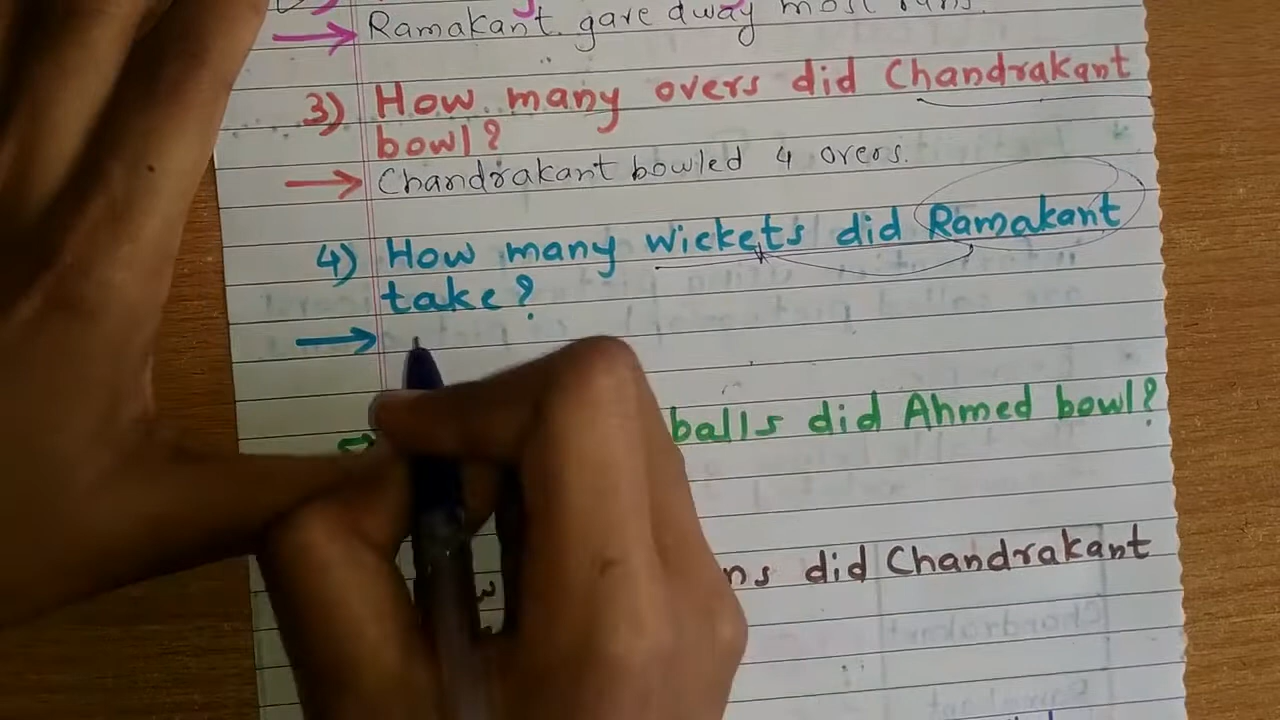 Ramakant gave away most runs.
3) How many overs did Chandrakant
bowl?
Chandrakant bowled 4 overs.
4) How many wickets did Ramakant
take?
balls did Ahmed bowl?
did Chandrakant